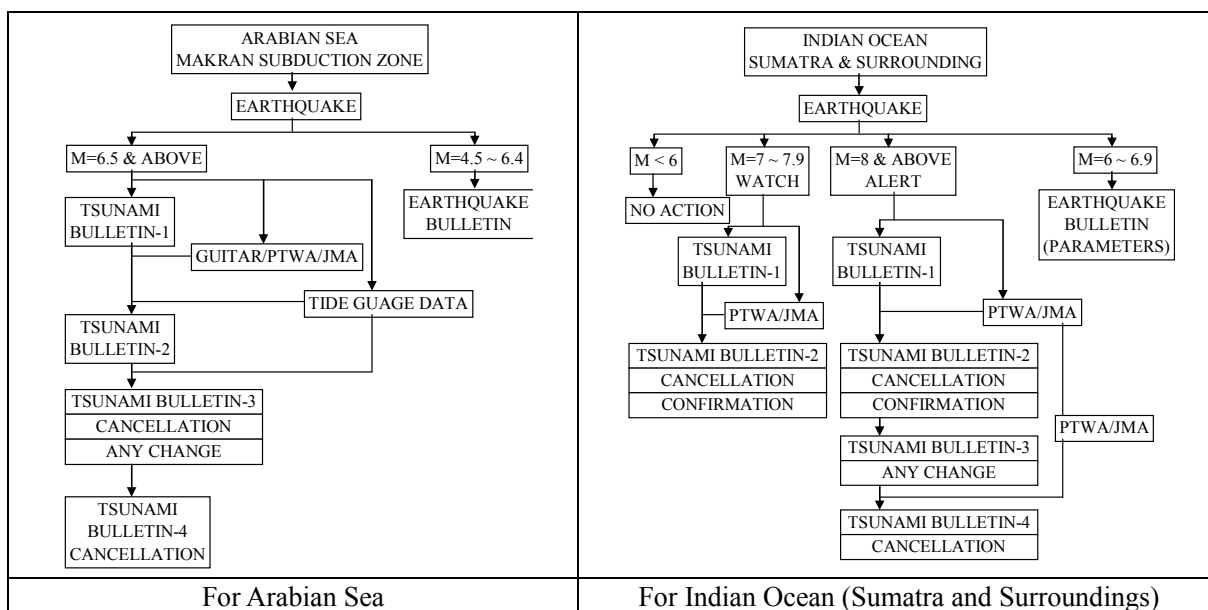 ARABIAN SEA
MAKRAN SUBDUCTION ZONE
EARTHQUAKE
M=6.5 & ABOVE
M=4.5 ~ 6.4
TSUNAMI
BULLETIN-1
EARTHQUAKE
BULLETIN
GUITAR/PTWA/JMA
TIDE GUAGE DATA
TSUNAMI
BULLETIN-2
TSUNAMI BULLETIN-3
CANCELLATION
ANY CHANGE
TSUNAMI
BULLETIN-4
CANCELLATION
For Arabian Sea
INDIAN OCEAN
SUMATRA & SURROUNDING
EARTHQUAKE
M < 6
M=7 ~ 7.9
WATCH
M=8 & ABOVE
ALERT
M=6 ~ 6.9
NO ACTION
EARTHQUAKE
BULLETIN
(PARAMETERS)
TSUNAMI
BULLETIN-1
TSUNAMI
BULLETIN-1
PTWA/JMA
PTWA/JMA
TSUNAMI BULLETIN-2
CANCELLATION
CONFIRMATION
TSUNAMI BULLETIN-2
CANCELLATION
CONFIRMATION
PTWA/JMA
TSUNAMI BULLETIN-3
ANY CHANGE
TSUNAMI BULLETIN-4
CANCELLATION
For Indian Ocean (Sumatra and Surroundings)